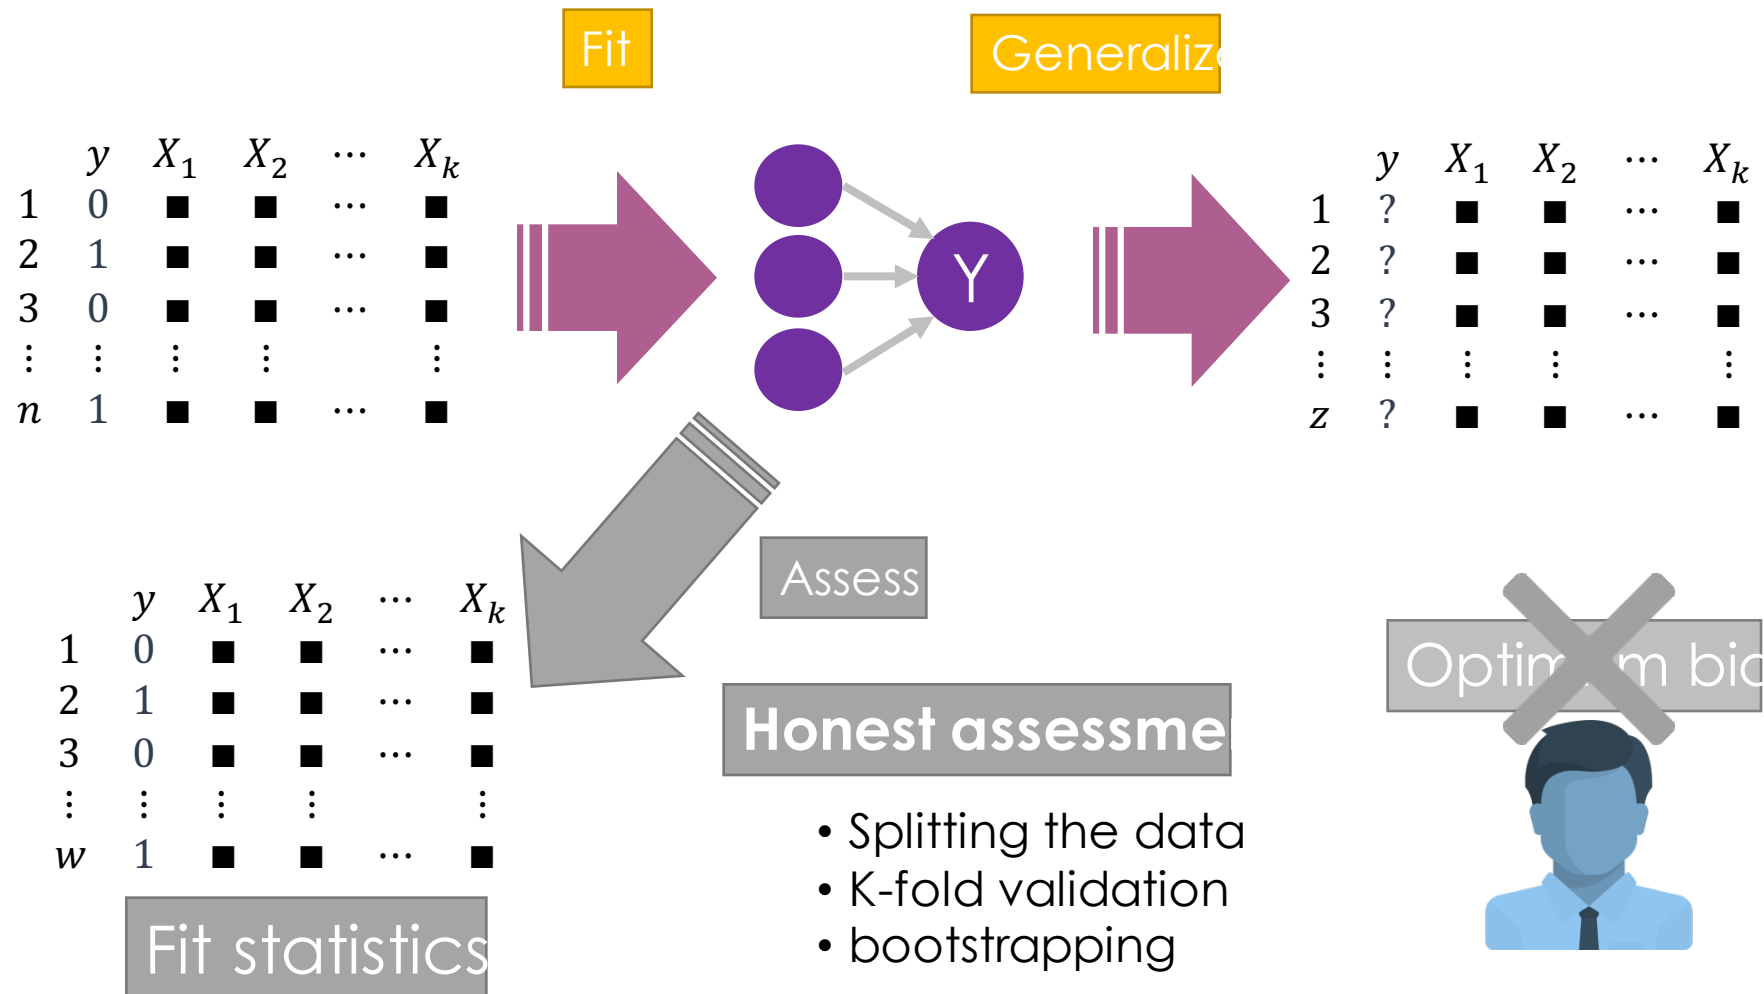 Fit
Generalize
y X₁ X₂ ⋯ Xₖ
1 0 ■ ■ ⋯ ■
2 1 ■ ■ ⋯ ■
3 0 ■ ■ ⋯ ■
⋮ ⋮ ⋮ ⋮ ⋮
n 1 ■ ■ ⋯ ■
Y
y X₁ X₂ ⋯ Xₖ
1 ? ■ ■ ⋯ ■
2 ? ■ ■ ⋯ ■
3 ? ■ ■ ⋯ ■
⋮ ⋮ ⋮ ⋮ ⋮
z ? ■ ■ ⋯ ■
Assess
y X₁ X₂ ⋯ Xₖ
1 0 ■ ■ ⋯ ■
2 1 ■ ■ ⋯ ■
3 0 ■ ■ ⋯ ■
⋮ ⋮ ⋮ ⋮ ⋮
w 1 ■ ■ ⋯ ■
Fit statistics
Honest assessme
• Splitting the data
• K-fold validation
• bootstrapping